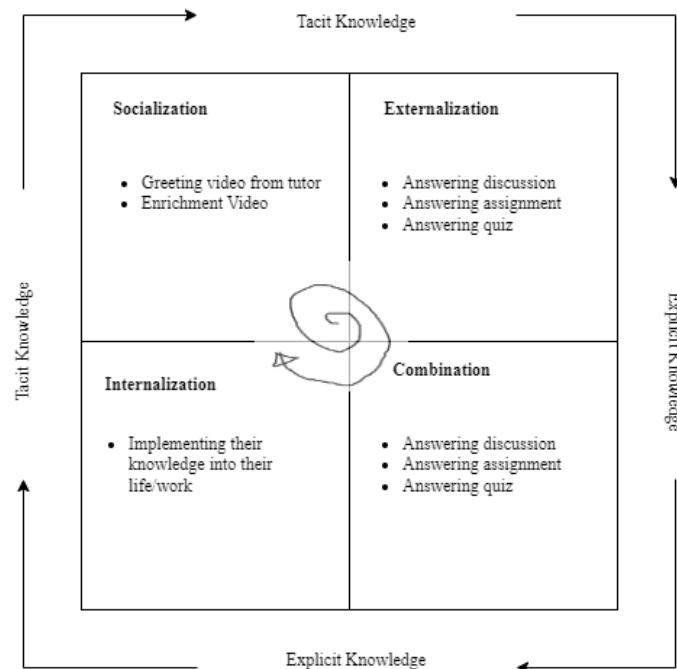 Tacit Knowledge
Socialization
• Greeting video from tutor
• Enrichment Video
Externalization
• Answering discussion
• Answering assignment
• Answering quiz
Tacit Knowledge
Explicit Knowledge
Internalization
• Implementing their
knowledge into their
life/work
Combination
• Answering discussion
• Answering assignment
• Answering quiz
Explicit Knowledge